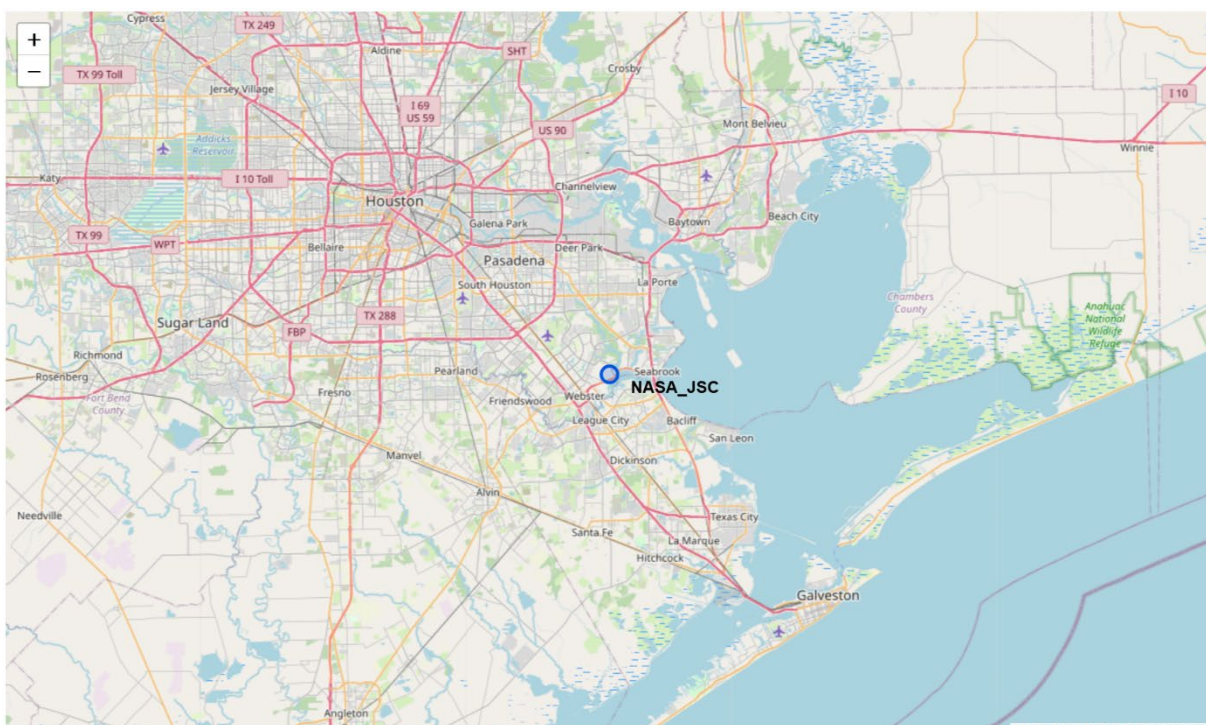 Cypress
TX 249
+
−
Aldine
SHT
Crosby
TX 99 Toll
Jersey Village
I 69
US 59
I 10
US 90
Mont Belvieu
Addicks
Reservoir
Winnie
Katy
I 10 Toll
Channelview
Houston
Galena Park
Baytown
Beach City
TX 99
WPT
Bellaire
Deer Park
Pasadena
South Houston
La Porte
Chambers
County
Anahuac
National
Wildlife
Refuge
Sugar Land
FBP
TX 288
Richmond
Rosenberg
Pearland
Seabrook
NASA_JSC
Fort Bend
County
Fresno
Friendswood
Webster
League City
Bacliff
San Leon
Manvel
Dickinson
Alvin
Needville
Santa Fe
Texas City
La Marque
Hitchcock
Galveston
Angleton